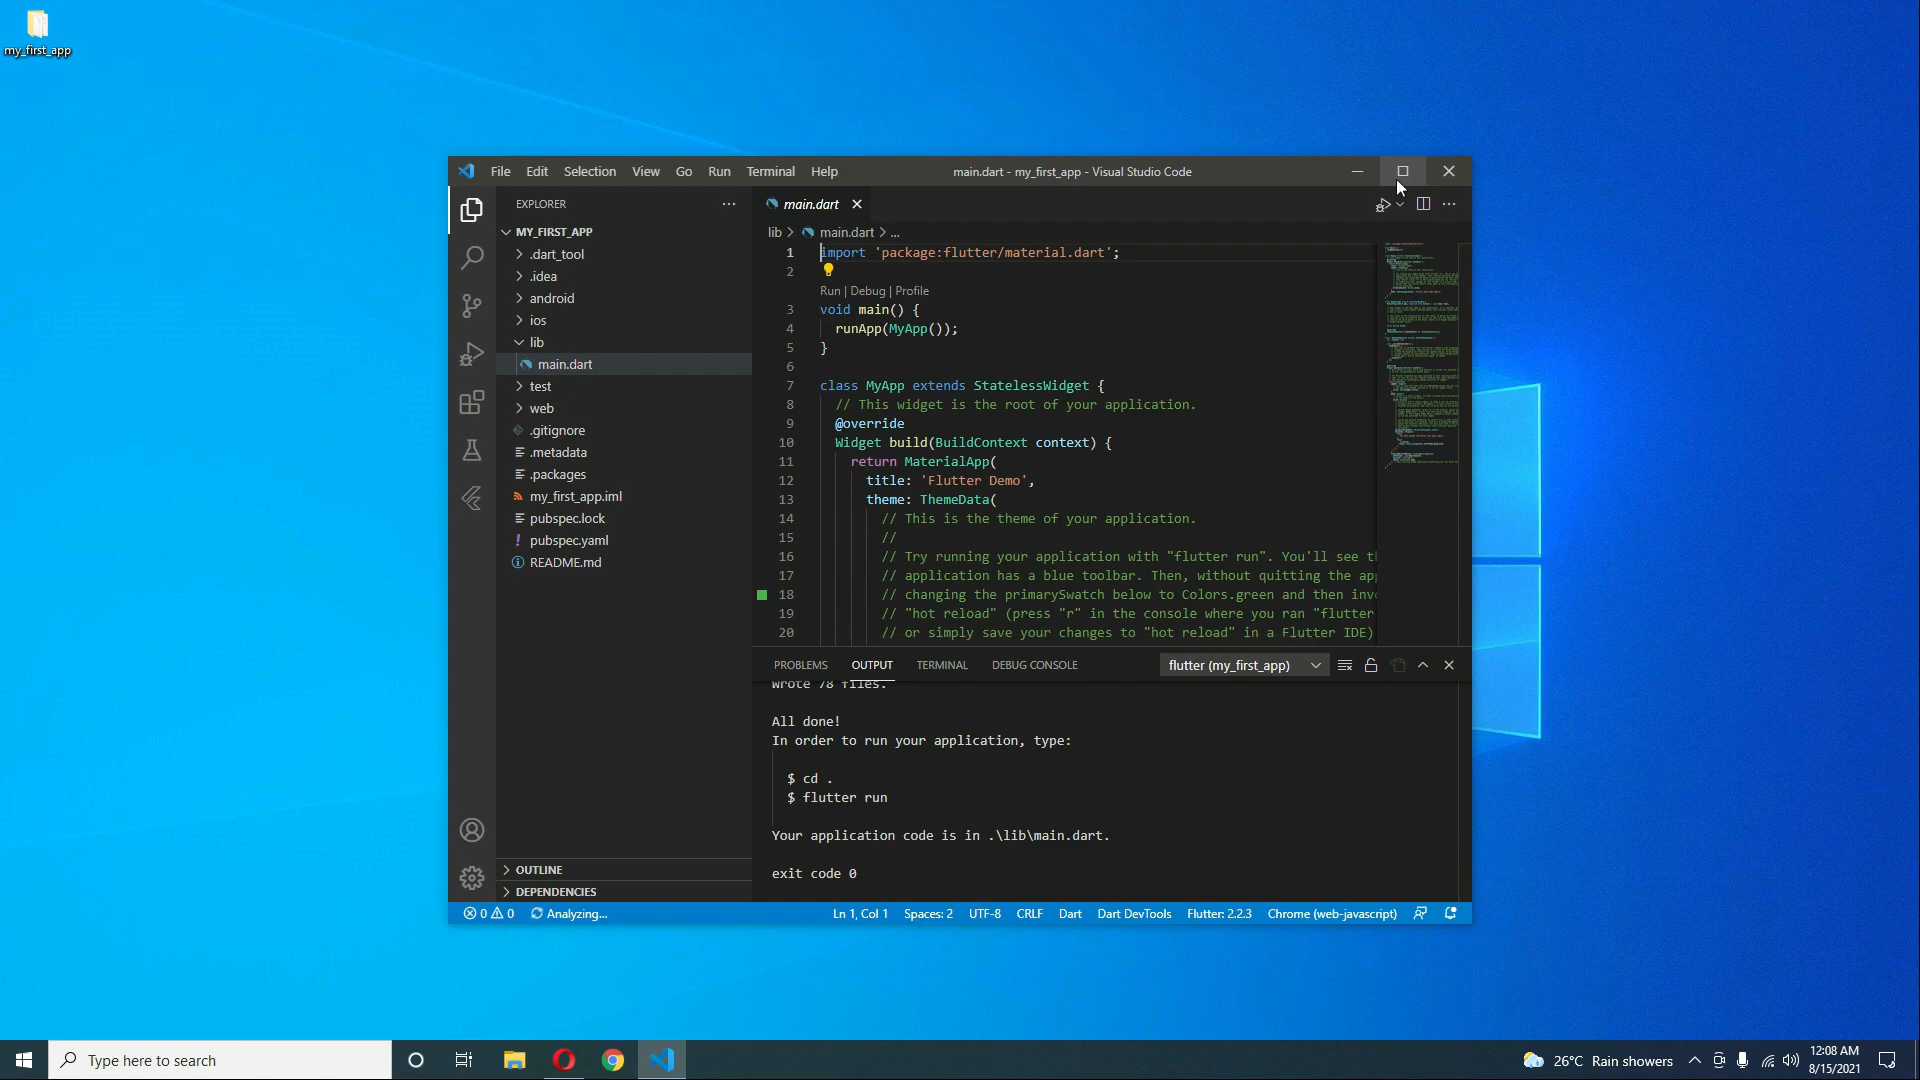 my_first_app
File Edit Selection View Go Run Terminal Help
main.dart - my_first_app - Visual Studio Code
EXPLORER
MY_FIRST_APP
.dart_tool
.idea
android
ios
lib
main.dart
test
web
.gitignore
.metadata
.packages
my_first_app.iml
pubspec.lock
pubspec.yaml
README.md
OUTLINE
DEPENDENCIES
main.dart
lib > main.dart > ...
1 import 'package:flutter/material.dart';
2
Run | Debug | Profile
3 void main() {
4 runApp(MyApp());
5 }
6
7 class MyApp extends StatelessWidget {
8 // This widget is the root of your application.
9 @override
10 Widget build(BuildContext context) {
11 return MaterialApp(
12 title: 'Flutter Demo',
13 theme: ThemeData(
14 // This is the theme of your application.
15 //
16 // Try running your application with "flutter run". You'll see th
17 // application has a blue toolbar. Then, without quitting the app
18 // changing the primarySwatch below to Colors.green and then invo
19 // "hot reload" (press "r" in the console where you ran "flutter
20 // or simply save your changes to "hot reload" in a Flutter IDE)
PROBLEMS OUTPUT TERMINAL DEBUG CONSOLE
flutter (my_first_app)
Wrote 78 files.
All done!
In order to run your application, type:
$ cd .
$ flutter run
Your application code is in .\lib\main.dart.
exit code 0
0 0 Analyzing...
Ln 1, Col 1 Spaces: 2 UTF-8 CRLF Dart Dart DevTools Flutter: 2.2.3 Chrome (web-javascript)
Type here to search
26°C Rain showers
12:08 AM
8/15/2021